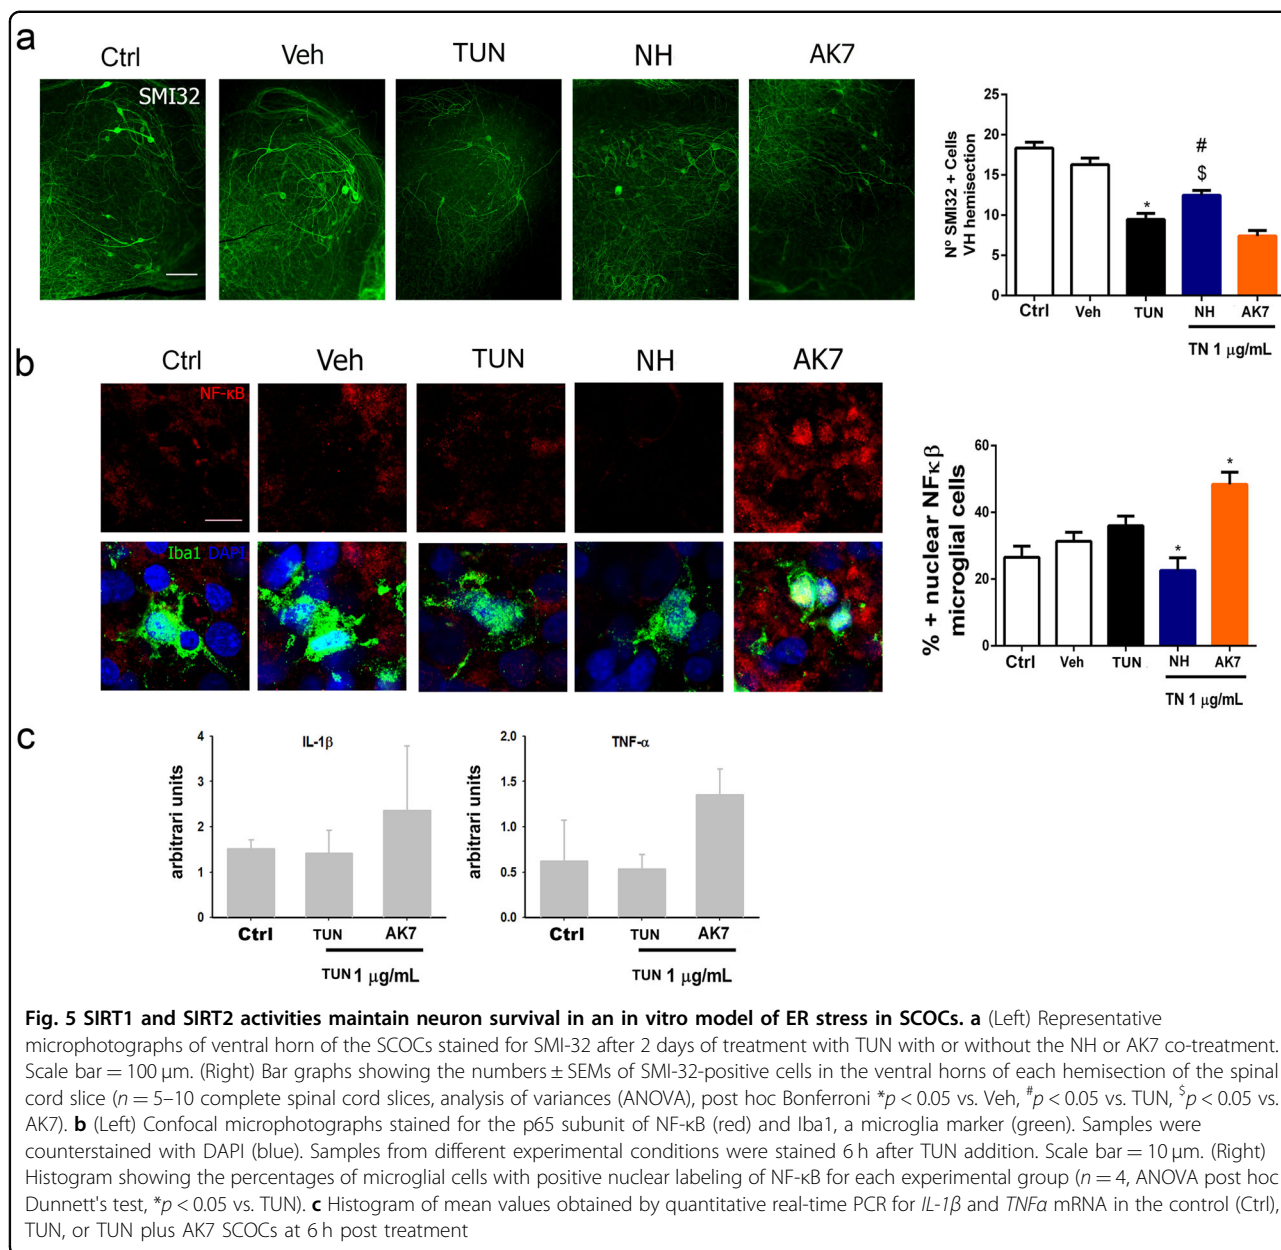 a
Ctrl Veh TUN NH AK7
SMI32
Nº SMI32 + Cells
VH hemisection
25
20
15
10
5
0
#
$
*
Ctrl Veh TUN NH AK7
TN 1 μg/mL
b
Ctrl Veh TUN NH AK7
NF-κB
Iba1 DAPI
% + nuclear NFκβ
microglial cells
60
40
20
0
* *
Ctrl Veh TUN NH AK7
TN 1 μg/mL
c
IL-1β
arbitrari units
4
3
2
1
0
Ctrl TUN AK7
TUN 1 μg/mL
TNF-α
arbitrari units
2.0
1.5
1.0
0.5
0.0
Ctrl TUN AK7
TUN 1 μg/mL
Fig. 5 SIRT1 and SIRT2 activities maintain neuron survival in an in vitro model of ER stress in SCOCs. a (Left) Representative
microphotographs of ventral horn of the SCOCs stained for SMI-32 after 2 days of treatment with TUN with or without the NH or AK7 co-treatment.
Scale bar = 100 μm. (Right) Bar graphs showing the numbers ± SEMs of SMI-32-positive cells in the ventral horns of each hemisection of the spinal
cord slice (n = 5–10 complete spinal cord slices, analysis of variances (ANOVA), post hoc Bonferroni *p < 0.05 vs. Veh, #p < 0.05 vs. TUN, $p < 0.05 vs.
AK7). b (Left) Confocal microphotographs stained for the p65 subunit of NF-κB (red) and Iba1, a microglia marker (green). Samples were
counterstained with DAPI (blue). Samples from different experimental conditions were stained 6 h after TUN addition. Scale bar = 10 μm. (Right)
Histogram showing the percentages of microglial cells with positive nuclear labeling of NF-κB for each experimental group (n = 4, ANOVA post hoc
Dunnett's test, *p < 0.05 vs. TUN). c Histogram of mean values obtained by quantitative real-time PCR for IL-1β and TNFα mRNA in the control (Ctrl),
TUN, or TUN plus AK7 SCOCs at 6 h post treatment